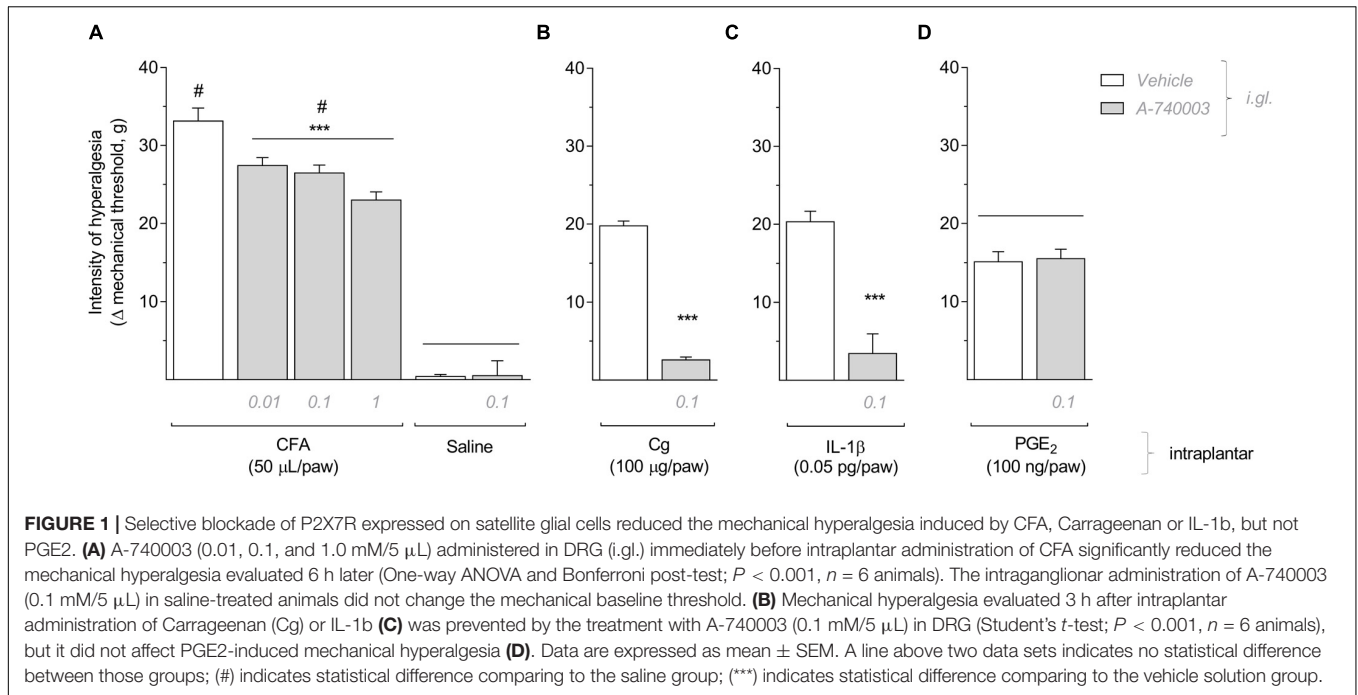 A
B
C
D
Intensity of hyperalgesia
(Δ mechanical threshold, g)
40
30
20
10
#
#
***
0.01
0.1
1
0.1
CFA
(50 μL/paw)
Saline
40
30
20
10
***
0.1
Cg
(100 μg/paw)
40
30
20
10
***
0.1
IL-1β
(0.05 pg/paw)
40
30
20
10
0.1
PGE2
(100 ng/paw)
Vehicle
A-740003
i.gl.
intraplantar
FIGURE 1 | Selective blockade of P2X7R expressed on satellite glial cells reduced the mechanical hyperalgesia induced by CFA, Carrageenan or IL-1b, but not
PGE2. (A) A-740003 (0.01, 0.1, and 1.0 mM/5 μL) administered in DRG (i.gl.) immediately before intraplantar administration of CFA significantly reduced the
mechanical hyperalgesia evaluated 6 h later (One-way ANOVA and Bonferroni post-test; P < 0.001, n = 6 animals). The intraganglionar administration of A-740003
(0.1 mM/5 μL) in saline-treated animals did not change the mechanical baseline threshold. (B) Mechanical hyperalgesia evaluated 3 h after intraplantar
administration of Carrageenan (Cg) or IL-1b (C) was prevented by the treatment with A-740003 (0.1 mM/5 μL) in DRG (Student's t-test; P < 0.001, n = 6 animals),
but it did not affect PGE2-induced mechanical hyperalgesia (D). Data are expressed as mean ± SEM. A line above two data sets indicates no statistical difference
between those groups; (#) indicates statistical difference comparing to the saline group; (***) indicates statistical difference comparing to the vehicle solution group.